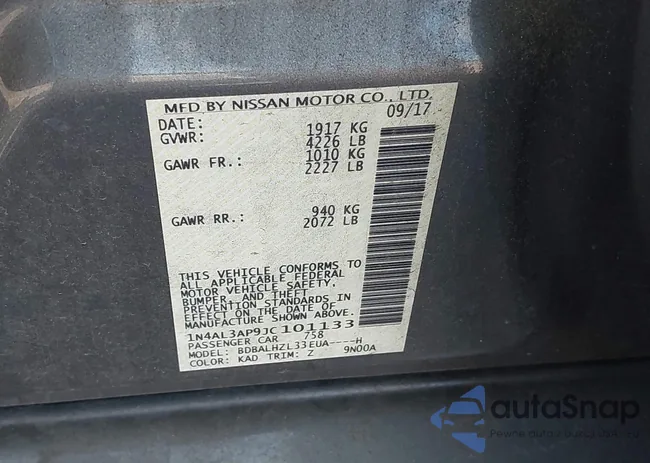 MFD BY NISSAN MOTOR CO., LTD.
DATE: 09/17
GVWR: 1917 KG
4226 LB
GAWR FR.: 1010 KG
2227 LB
GAWR RR.: 940 KG
2072 LB
THIS VEHICLE CONFORMS TO
ALL APPLICABLE FEDERAL
MOTOR VEHICLE SAFETY,
BUMPER, AND THEFT
PREVENTION STANDARDS IN
EFFECT ON THE DATE OF
MANUFACTURE SHOWN ABOVE.
1N4AL3AP9JC101133
PASSENGER CAR 758
MODEL: BDBALHZL33EUA----H
COLOR: KAD TRIM: Z 9N00A
autaSnap